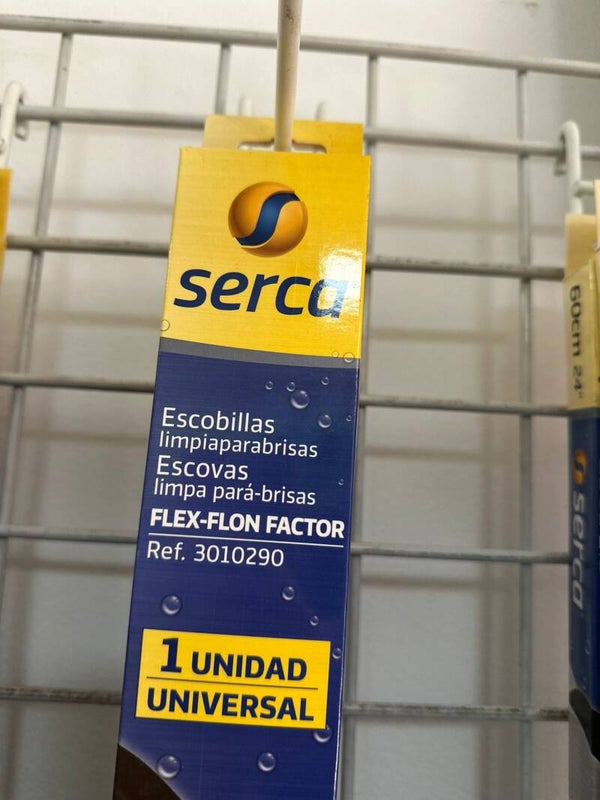 serca
Escobillas
limpiaparabrisas
Escovas
limpa pará-brisas
FLEX-FLON FACTOR
Ref. 3010290
1 UNIDAD
UNIVERSAL
60cm 24"
serca